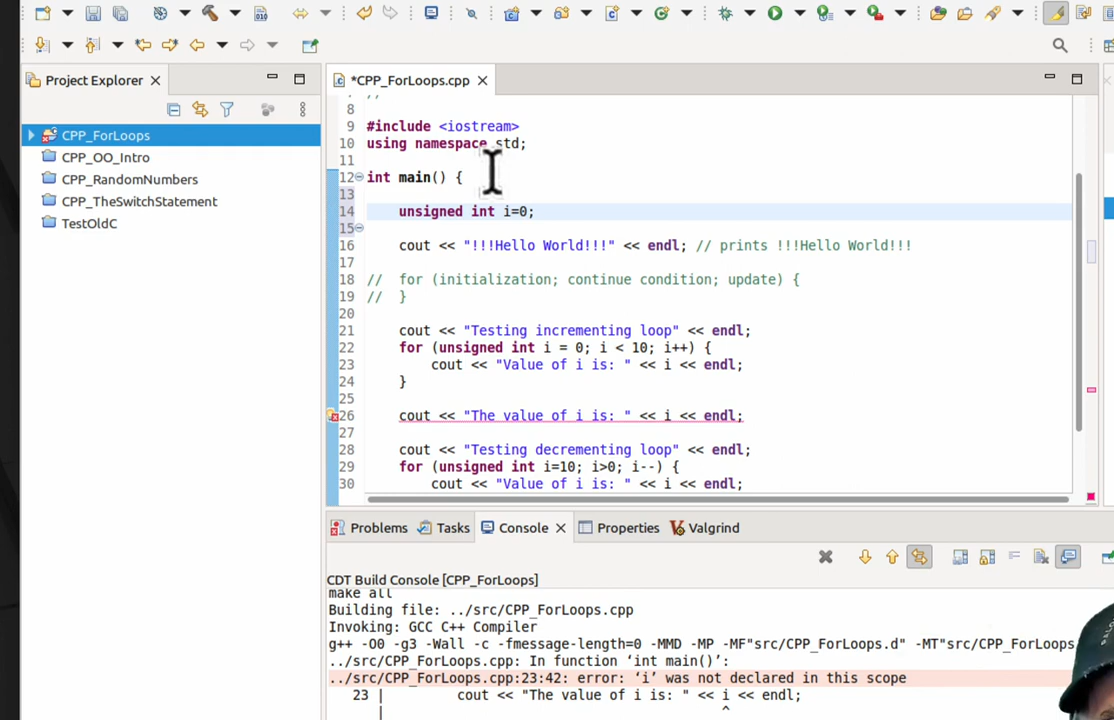 Project Explorer
*CPP_ForLoops.cpp
CPP_ForLoops
CPP_OO_Intro
CPP_RandomNumbers
CPP_TheSwitchStatement
TestOldC
8
9 #include <iostream>
10 using namespace std;
11
12 int main() {
13
14 unsigned int i=0;
15
16 cout << "!!!Hello World!!!" << endl; // prints !!!Hello World!!!
17
18 // for (initialization; continue condition; update) {
19 // }
20
21 cout << "Testing incrementing loop" << endl;
22 for (unsigned int i = 0; i < 10; i++) {
23 cout << "Value of i is: " << i << endl;
24 }
25
26 cout << "The value of i is: " << i << endl;
27
28 cout << "Testing decrementing loop" << endl;
29 for (unsigned int i=10; i>0; i--) {
30 cout << "Value of i is: " << i << endl;
Problems Tasks Console Properties Valgrind
CDT Build Console [CPP_ForLoops]
make all
Building file: ../src/CPP_ForLoops.cpp
Invoking: GCC C++ Compiler
g++ -O0 -g3 -Wall -c -fmessage-length=0 -MMD -MP -MF"src/CPP_ForLoops.d" -MT"src/CPP_ForLoops.
../src/CPP_ForLoops.cpp: In function ‘int main()’:
../src/CPP_ForLoops.cpp:23:42: error: ‘i’ was not declared in this scope
23 | cout << "The value of i is: " << i << endl;
| ^